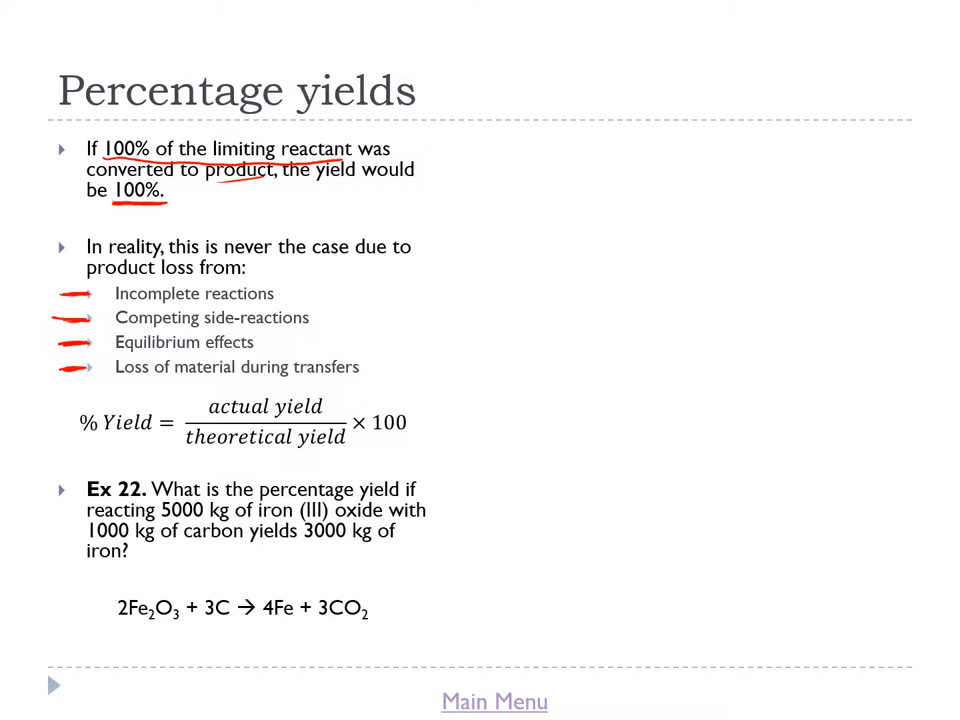 Percentage yields
If 100% of the limiting reactant was
converted to product, the yield would
be 100%.
In reality, this is never the case due to
product loss from:
Incomplete reactions
Competing side-reactions
Equilibrium effects
Loss of material during transfers
% Yield = actual yield / theoretical yield × 100
Ex 22. What is the percentage yield if
reacting 5000 kg of iron (III) oxide with
1000 kg of carbon yields 3000 kg of
iron?
2Fe₂O₃ + 3C → 4Fe + 3CO₂
Main Menu